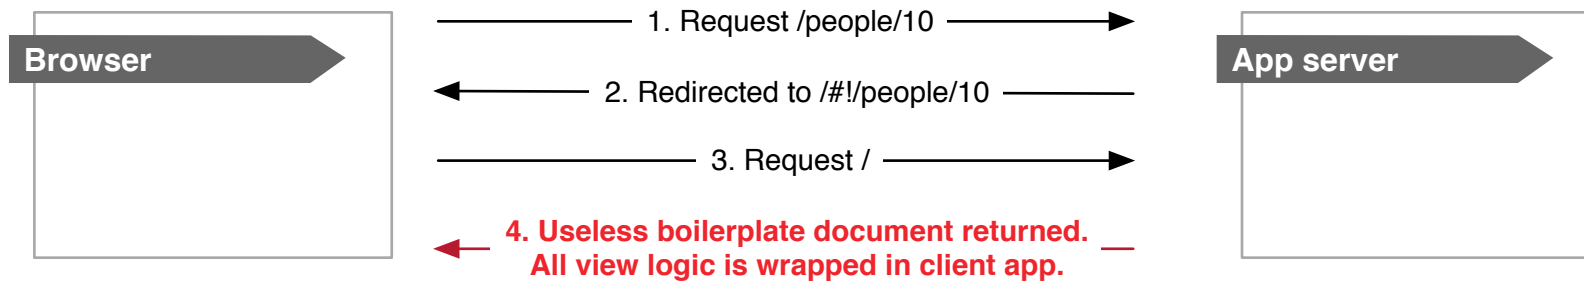 1. Request /people/10
Browser
App server
2. Redirected to /#!/people/10
3. Request /
4. Useless boilerplate document returned.
All view logic is wrapped in client app.